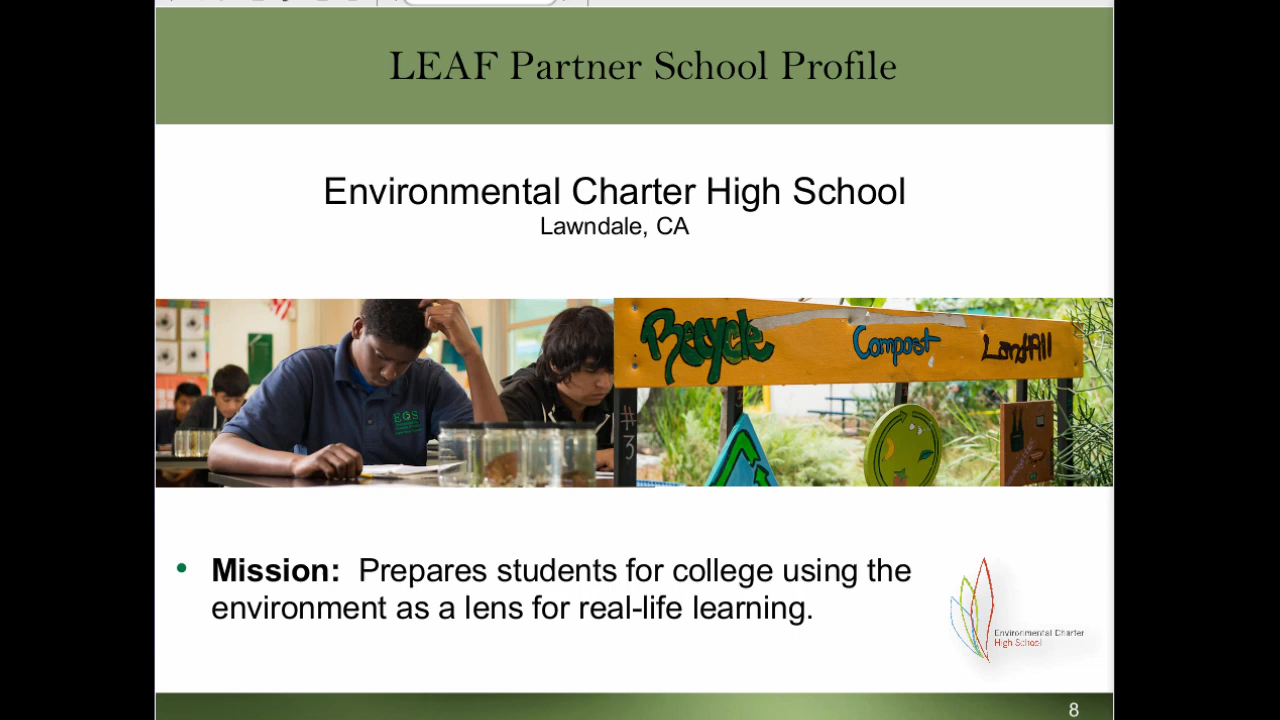 LEAF Partner School Profile
Environmental Charter High School
Lawndale, CA
Recycle
Compost
Landfill
#3
• Mission: Prepares students for college using the
environment as a lens for real-life learning.
Environmental Charter
High School
8